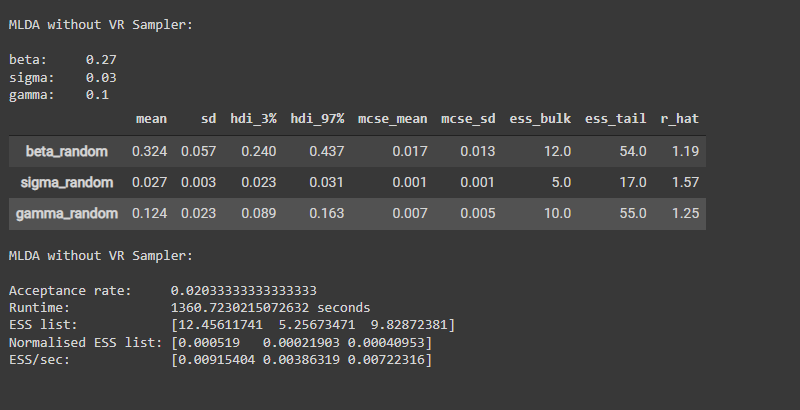 MLDA without VR Sampler:
beta: 0.27
sigma: 0.03
gamma: 0.1
mean sd hdi_3% hdi_97% mcse_mean mcse_sd ess_bulk ess_tail r_hat
beta_random 0.324 0.057 0.240 0.437 0.017 0.013 12.0 54.0 1.19
sigma_random 0.027 0.003 0.023 0.031 0.001 0.001 5.0 17.0 1.57
gamma_random 0.124 0.023 0.089 0.163 0.007 0.005 10.0 55.0 1.25
MLDA without VR Sampler:
Acceptance rate: 0.02033333333333333
Runtime: 1360.7230215072632 seconds
ESS list: [12.45611741 5.25673471 9.82872381]
Normalised ESS list: [0.000519 0.00021903 0.00040953]
ESS/sec: [0.00915404 0.00386319 0.00722316]